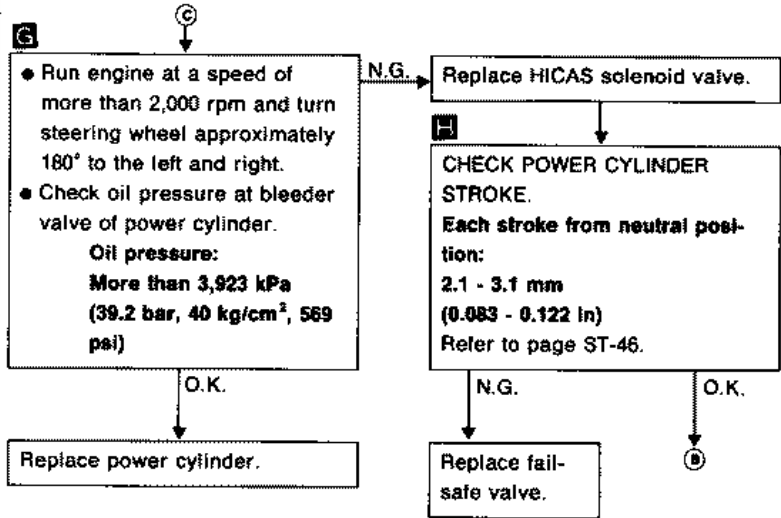 C
G
● Run engine at a speed of
more than 2,000 rpm and turn
steering wheel approximately
180° to the left and right.
● Check oil pressure at bleeder
valve of power cylinder.
Oil pressure:
More than 3,923 kPa
(39.2 bar, 40 kg/cm², 569
psi)
O.K.
Replace power cylinder.
N.G.
Replace HICAS solenoid valve.
H
CHECK POWER CYLINDER
STROKE.
Each stroke from neutral posi-
tion:
2.1 - 3.1 mm
(0.083 - 0.122 in)
Refer to page ST-46.
N.G.
Replace fail-
safe valve.
O.K.
B